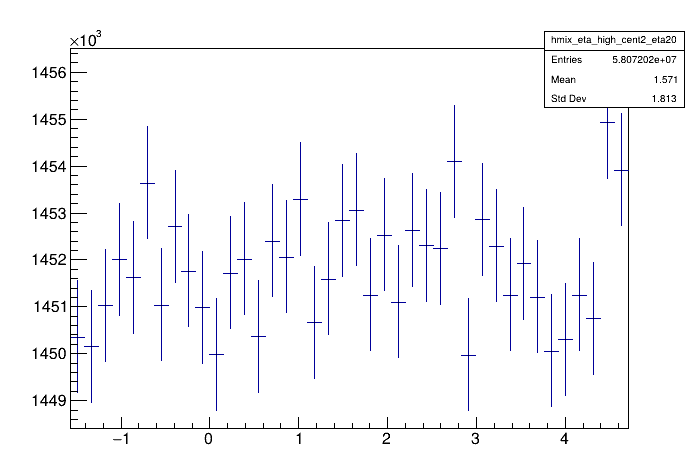 ×10³
hmix_eta_high_cent2_eta20
Entries 5.807202e+07
Mean 1.571
Std Dev 1.813
1456
1455
1454
1453
1452
1451
1450
1449
−1 0 1 2 3 4